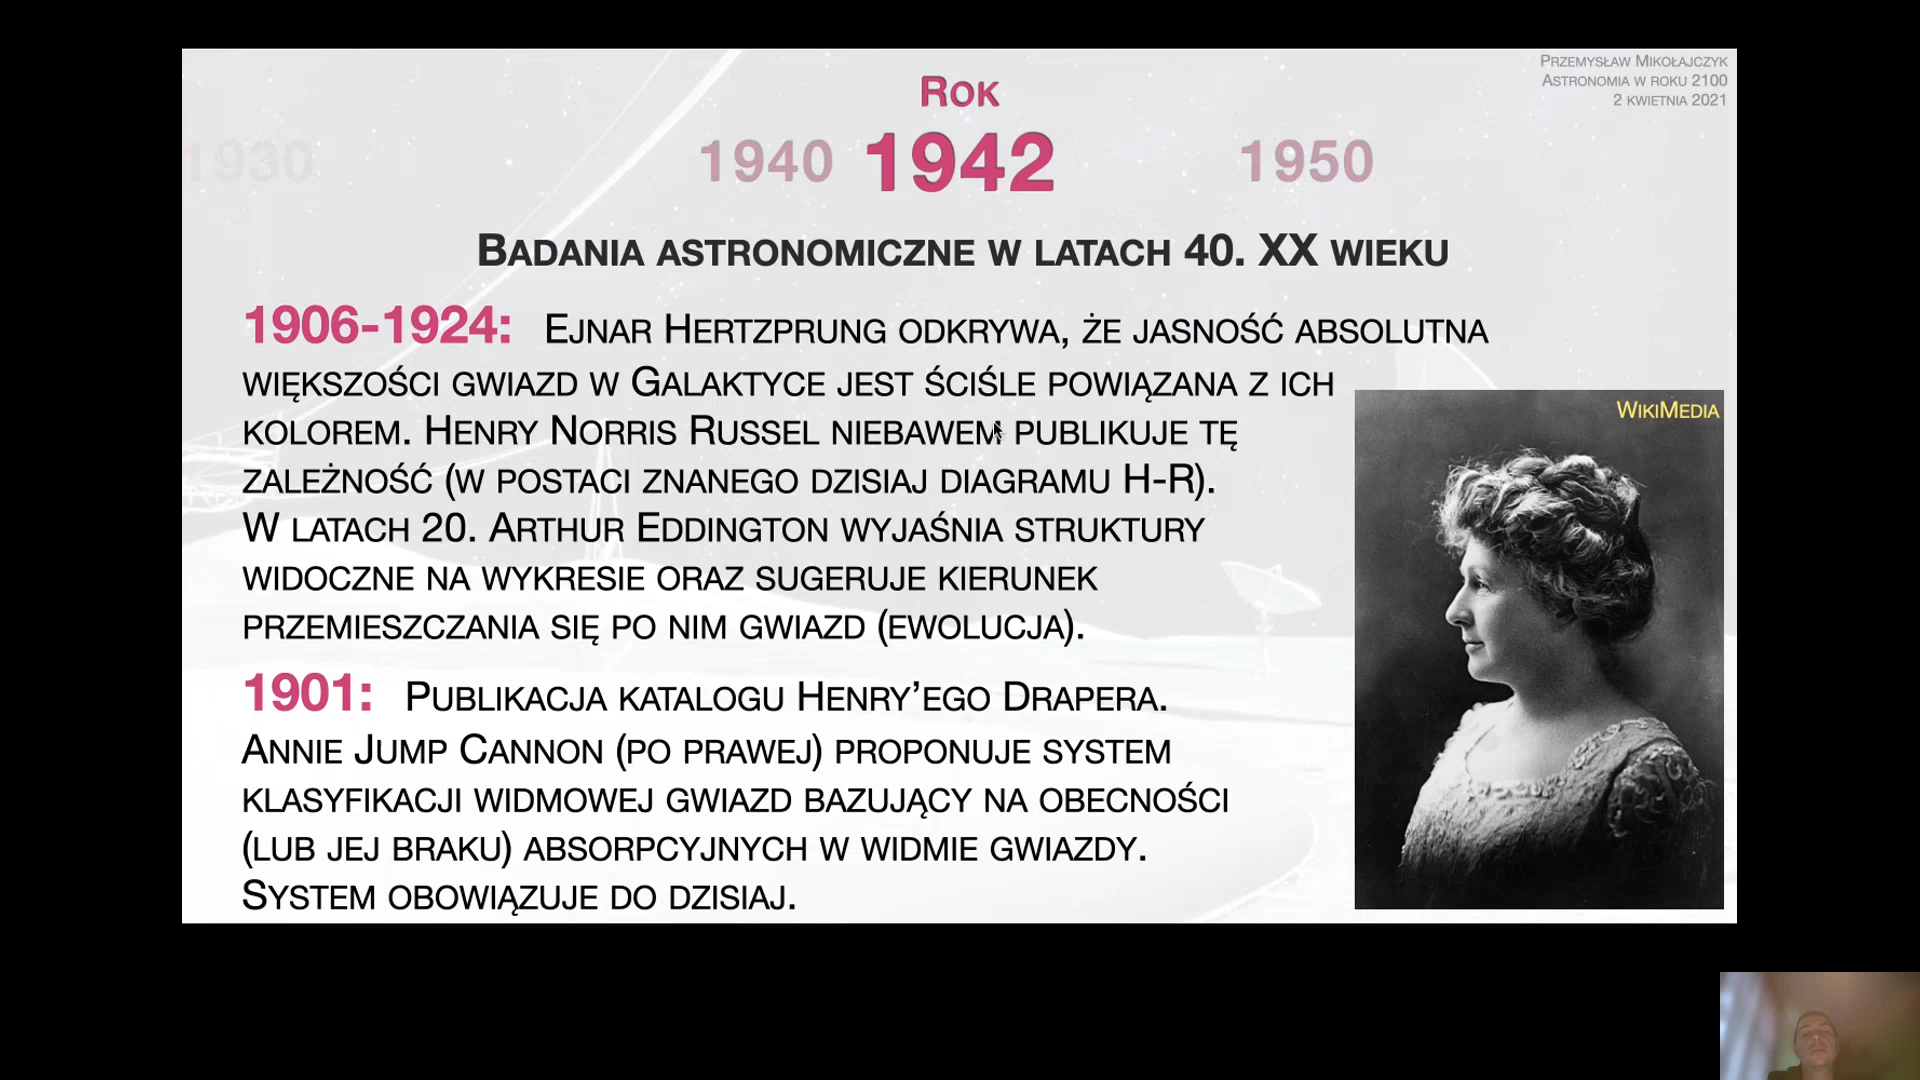 Przemysław Mikołajczyk
Astronomia w roku 2100
2 kwietnia 2021
Rok
1930 1940 1942 1950
Badania astronomiczne w latach 40. XX wieku
1906-1924: Ejnar Hertzprung odkrywa, że jasność absolutna
większości gwiazd w Galaktyce jest ściśle powiązana z ich
kolorem. Henry Norris Russel niebawem publikuje tę
zależność (w postaci znanego dzisiaj diagramu H-R).
W latach 20. Arthur Eddington wyjaśnia struktury
widoczne na wykresie oraz sugeruje kierunek
przemieszczania się po nim gwiazd (ewolucja).
1901: Publikacja katalogu Henry’ego Drapera.
Annie Jump Cannon (po prawej) proponuje system
klasyfikacji widmowej gwiazd bazujący na obecności
(lub jej braku) absorpcyjnych w widmie gwiazdy.
System obowiązuje do dzisiaj.
WikiMedia